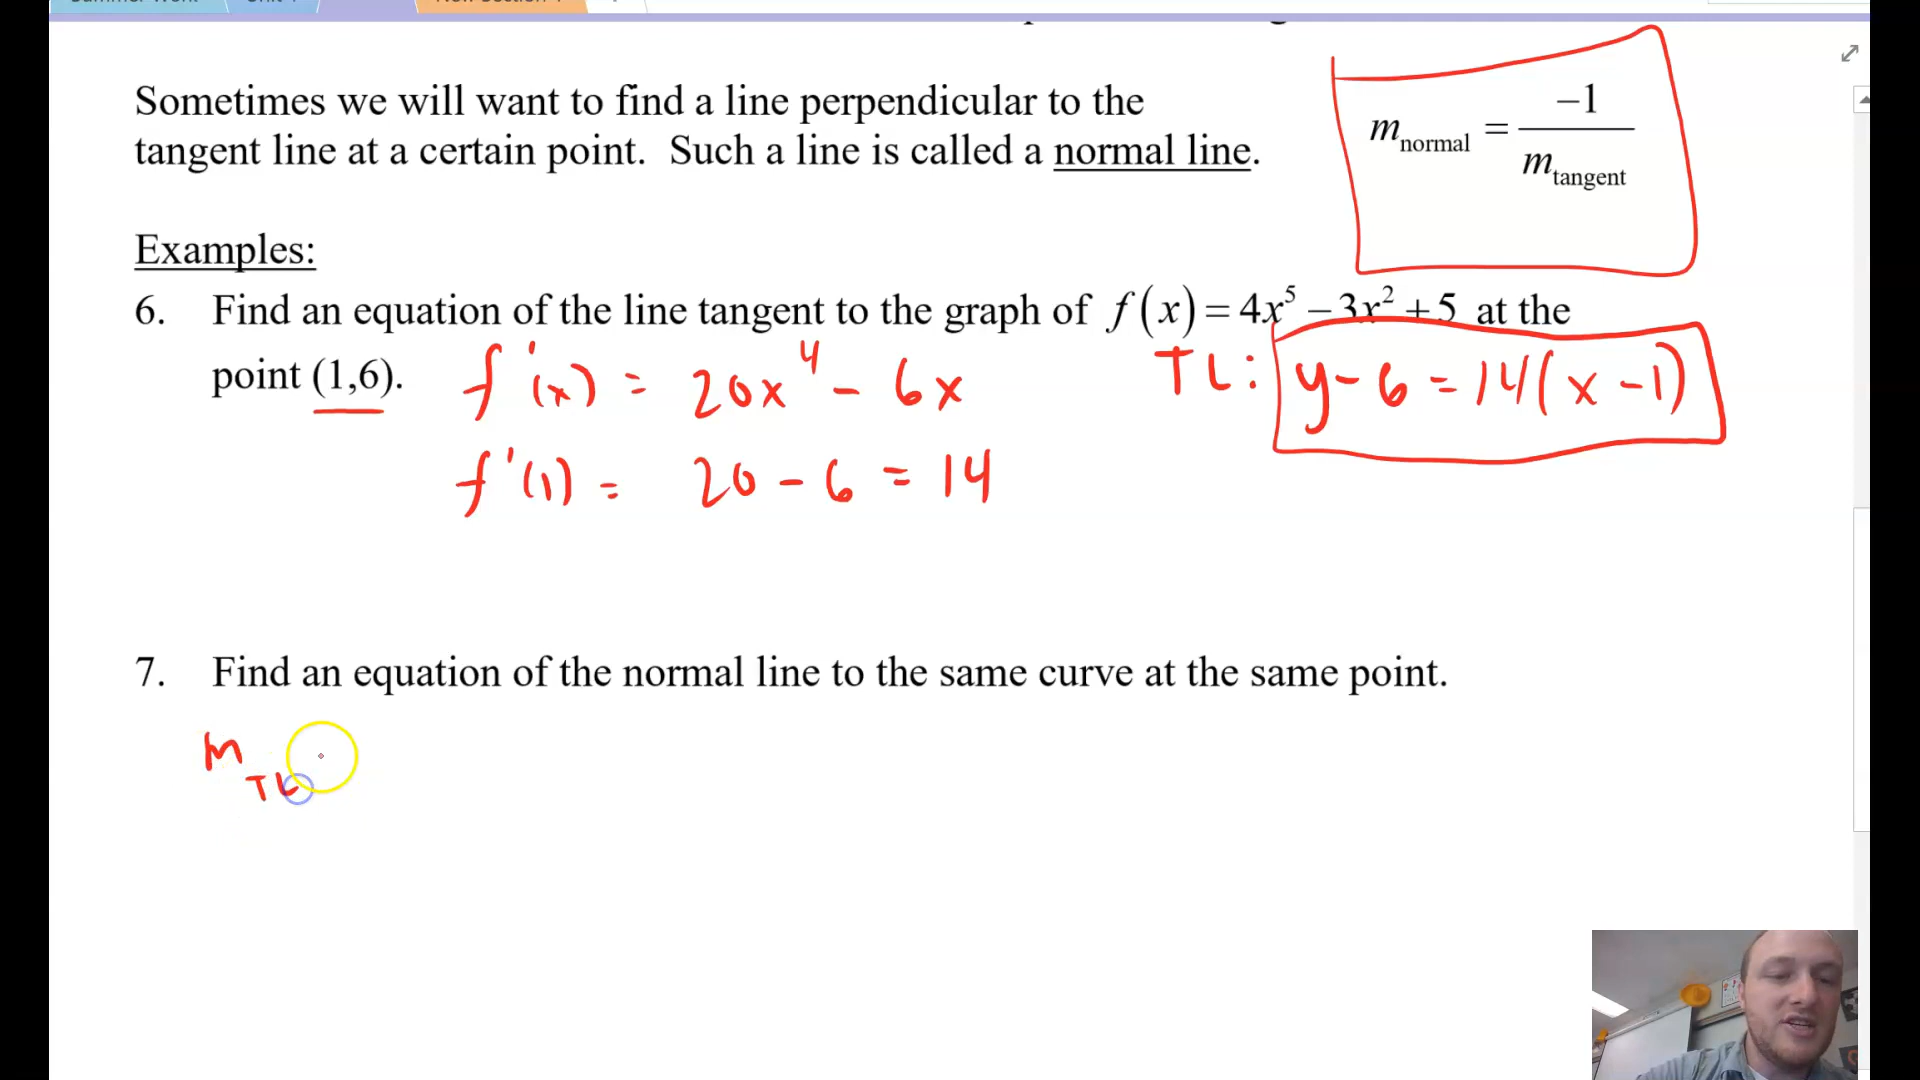 Sometimes we will want to find a line perpendicular to the
tangent line at a certain point. Such a line is called a normal line.
m_normal = −1 / m_tangent
Examples:
6. Find an equation of the line tangent to the graph of f(x) = 4x^5 − 3x^2 + 5 at the
point (1,6).
f'(x) = 20x^4 − 6x
TL: y − 6 = 14(x − 1)
f'(1) = 20 − 6 = 14
7. Find an equation of the normal line to the same curve at the same point.
m_TL